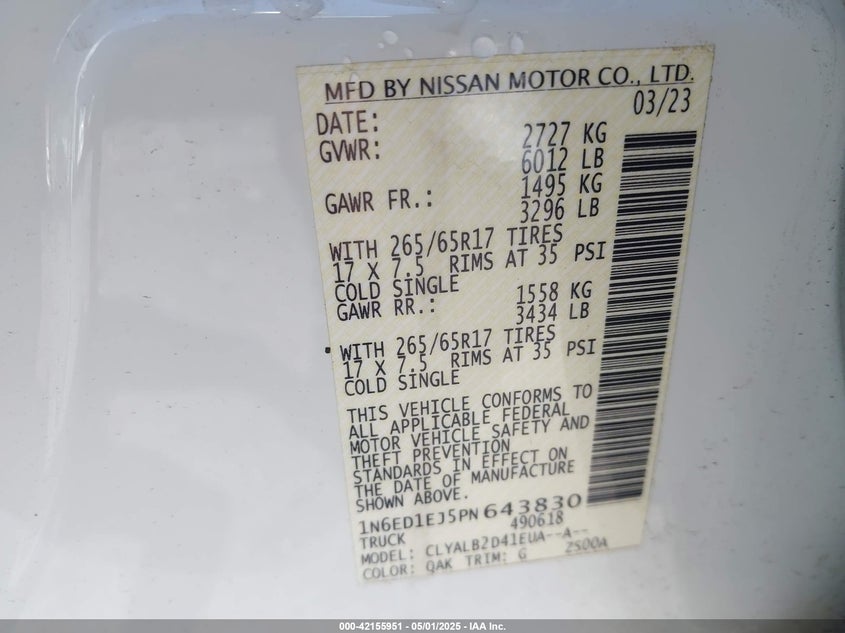 MFD BY NISSAN MOTOR CO., LTD.
DATE: 03/23
GVWR: 2727 KG
6012 LB
GAWR FR.: 1495 KG
3296 LB
WITH 265/65R17 TIRES
17 X 7.5 RIMS AT 35 PSI
COLD SINGLE
GAWR RR.: 1558 KG
3434 LB
WITH 265/65R17 TIRES
17 X 7.5 RIMS AT 35 PSI
COLD SINGLE
THIS VEHICLE CONFORMS TO
ALL APPLICABLE FEDERAL
MOTOR VEHICLE SAFETY AND
THEFT PREVENTION
STANDARDS IN EFFECT ON
THE DATE OF MANUFACTURE
SHOWN ABOVE.
1N6ED1EJ5PN643830
TRUCK 490618
MODEL: CLYALB2D41EUA--A--
COLOR: QAK TRIM: G 2S00A
000-42155951 - 05/01/2025 - IAA Inc.